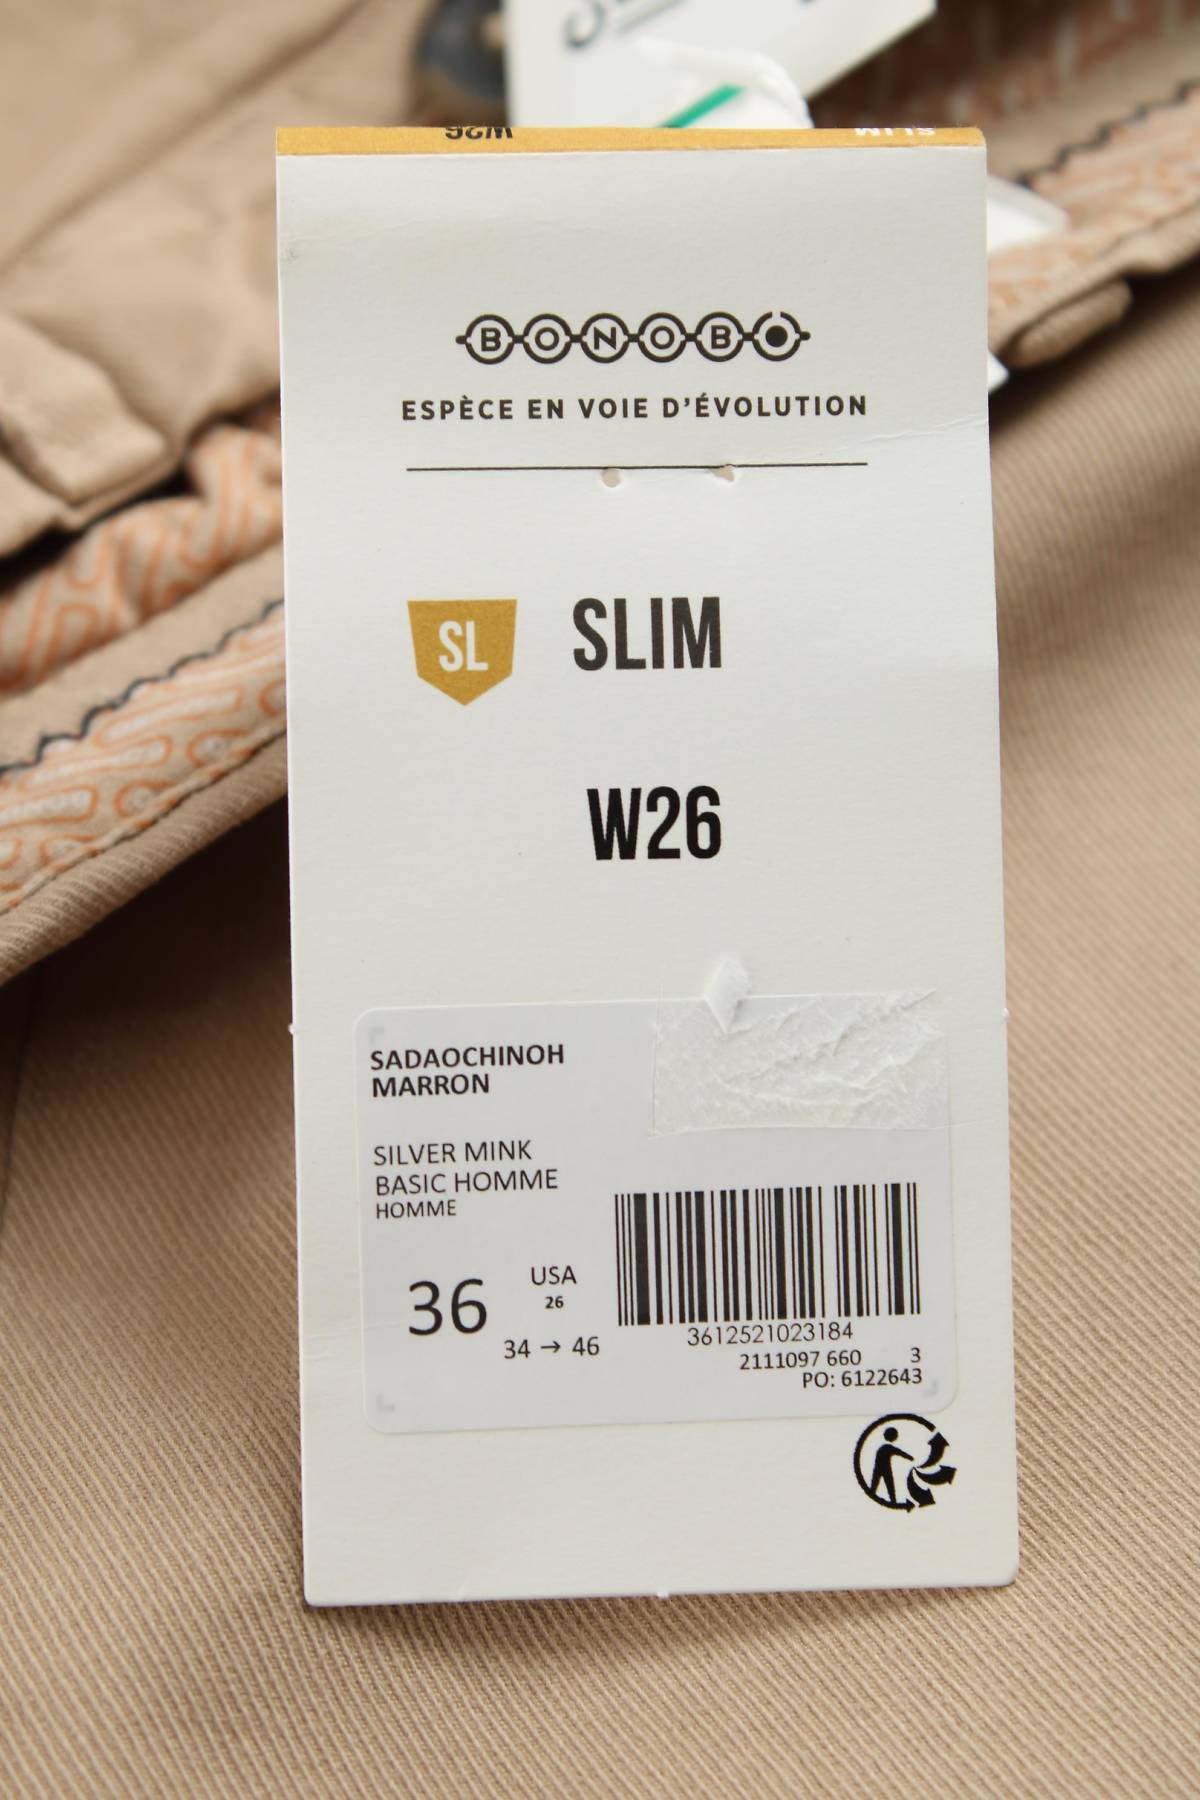 W26 SLIM
BONOBO
ESPÈCE EN VOIE D'ÉVOLUTION
SL SLIM
W26
SADAOCHINOH
MARRON
SILVER MINK
BASIC HOMME
HOMME
36
USA
26
34 → 46
3612521023184
2111097 660 3
PO: 6122643